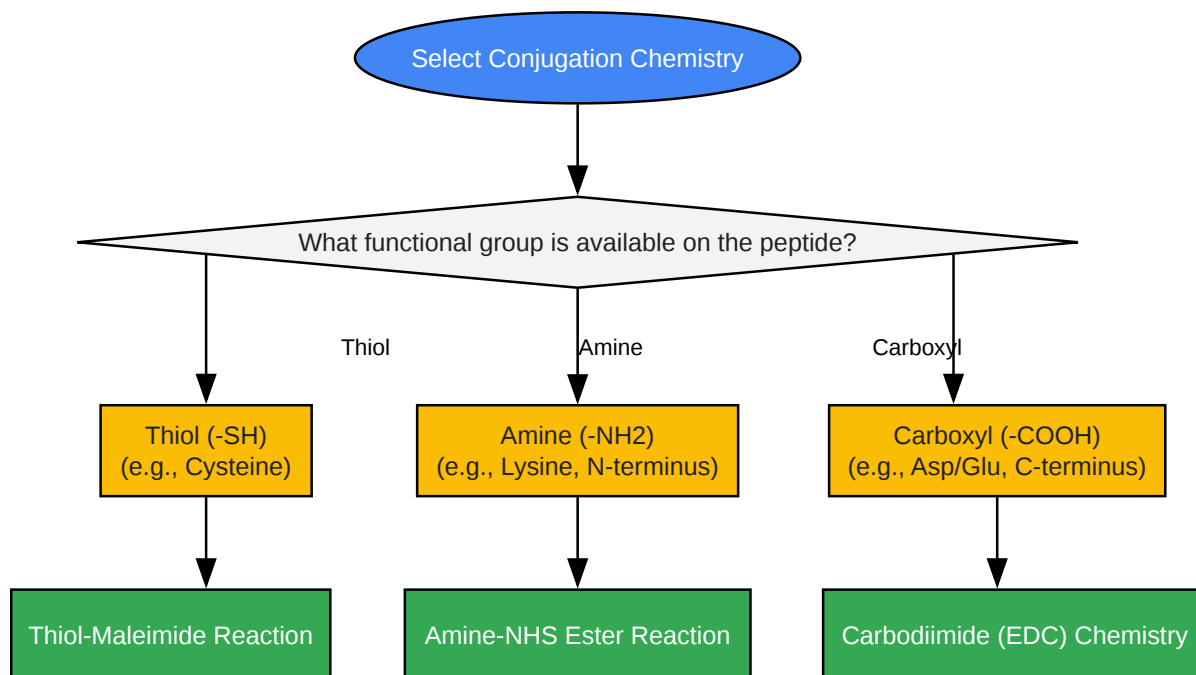 Select Conjugation Chemistry
What functional group is available on the peptide?
Thiol
Amine
Carboxyl
Thiol (-SH)
(e.g., Cysteine)
Amine (-NH2)
(e.g., Lysine, N-terminus)
Carboxyl (-COOH)
(e.g., Asp/Glu, C-terminus)
Thiol-Maleimide Reaction
Amine-NHS Ester Reaction
Carbodiimide (EDC) Chemistry